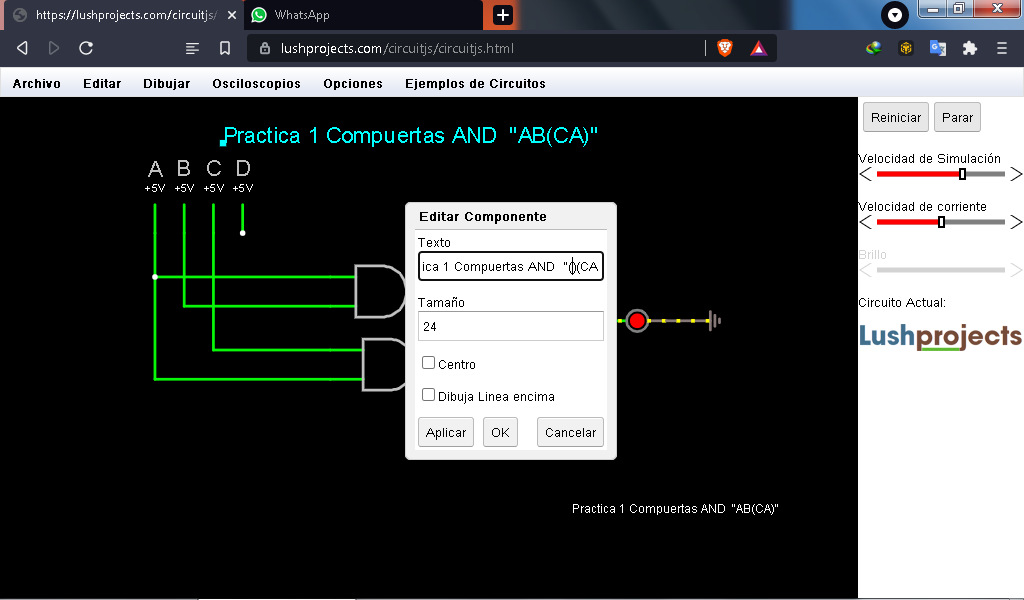 https://lushprojects.com/circuitjs/
WhatsApp
lushprojects.com/circuitjs/circuitjs.html
Archivo Editar Dibujar Osciloscopios Opciones Ejemplos de Circuitos
Practica 1 Compuertas AND "AB(CA)"
A B C D
+5V +5V +5V +5V
Editar Componente
Texto
ica 1 Compuertas AND "()(CA
Tamaño
24
Centro
Dibuja Linea encima
Aplicar OK Cancelar
Practica 1 Compuertas AND "AB(CA)"
Reiniciar Parar
Velocidad de Simulación
Velocidad de corriente
Brillo
Circuito Actual:
Lushprojects